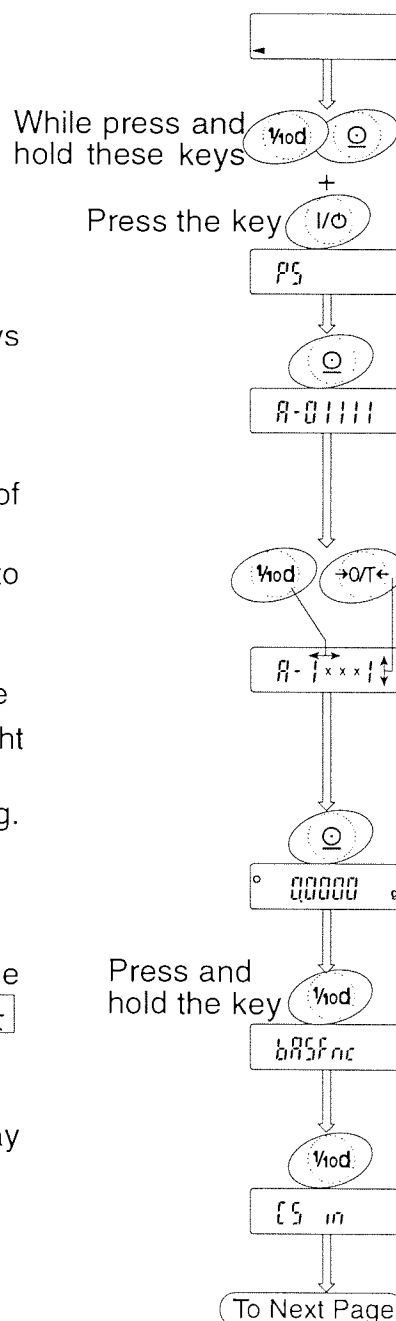 While press and
hold these keys
1/10d
+
Press the key
I/⏻
PS
ys
A-01111
of
to
1/10d →0/T←
A-1×××1
e
ht
g.
0.0000 g
e
Press and
hold the key
1/10d
bASFnc
ay
1/10d
CS in
To Next Page